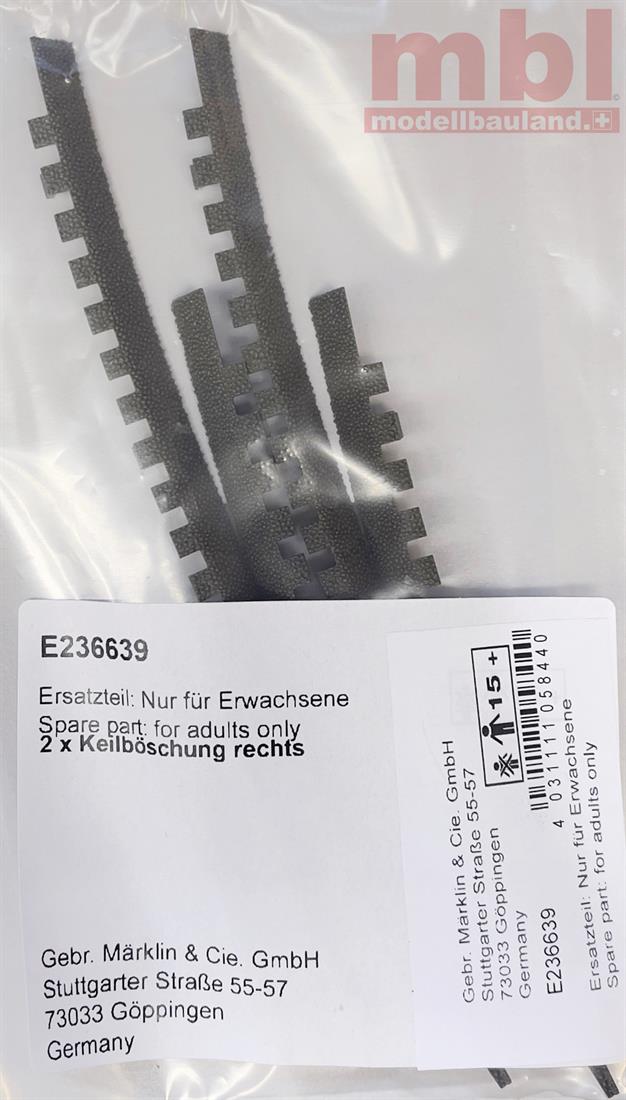 mbl
modellbauland.
E236639
Ersatzteil: Nur für Erwachsene
Spare part: for adults only
2 x Keilböschung rechts
Gebr. Märklin & Cie. GmbH
Stuttgarter Straße 55-57
73033 Göppingen
Germany
Gebr. Märklin & Cie. GmbH
Stuttgarter Straße 55-57
73033 Göppingen
Germany
E236639
15 +
4 031111 058440
Ersatzteil: Nur für Erwachsene
Spare part: for adults only